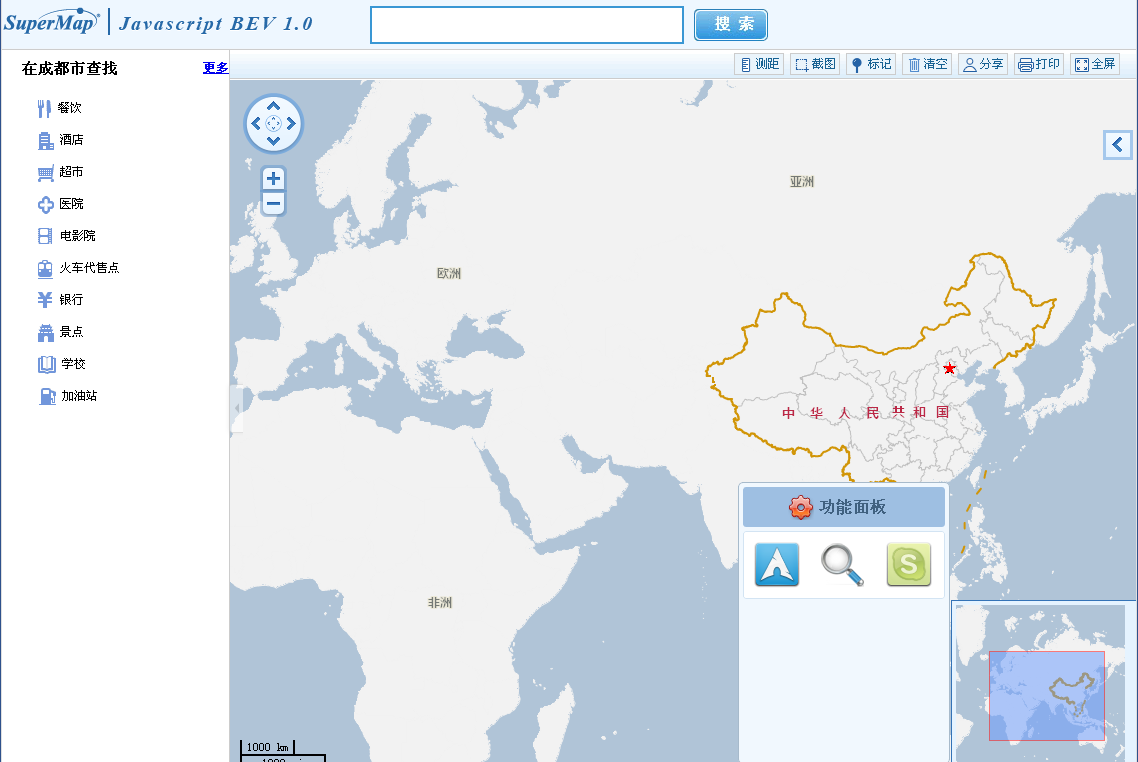 SuperMap Javascript BEV 1.0
搜 索
在成都市查找 更多
测距 截图 标记 清空 分享 打印 全屏
餐饮
酒店
超市
医院
电影院
火车代售点
银行
景点
学校
加油站
亚洲
欧洲
中华人民共和国
非洲
功能面板
S
1000 km